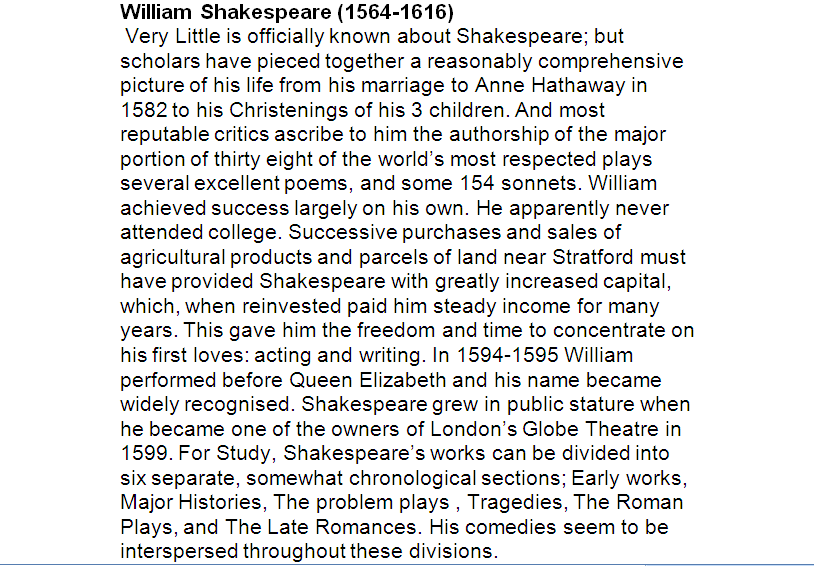 William Shakespeare (1564-1616)
Very Little is officially known about Shakespeare; but
scholars have pieced together a reasonably comprehensive
picture of his life from his marriage to Anne Hathaway in
1582 to his Christenings of his 3 children. And most
reputable critics ascribe to him the authorship of the major
portion of thirty eight of the world's most respected plays
several excellent poems, and some 154 sonnets. William
achieved success largely on his own. He apparently never
attended college. Successive purchases and sales of
agricultural products and parcels of land near Stratford must
have provided Shakespeare with greatly increased capital,
which, when reinvested paid him steady income for many
years. This gave him the freedom and time to concentrate on
his first loves: acting and writing. In 1594-1595 William
performed before Queen Elizabeth and his name became
widely recognised. Shakespeare grew in public stature when
he became one of the owners of London's Globe Theatre in
1599. For Study, Shakespeare's works can be divided into
six separate, somewhat chronological sections; Early works,
Major Histories, The problem plays , Tragedies, The Roman
Plays, and The Late Romances. His comedies seem to be
interspersed throughout these divisions.